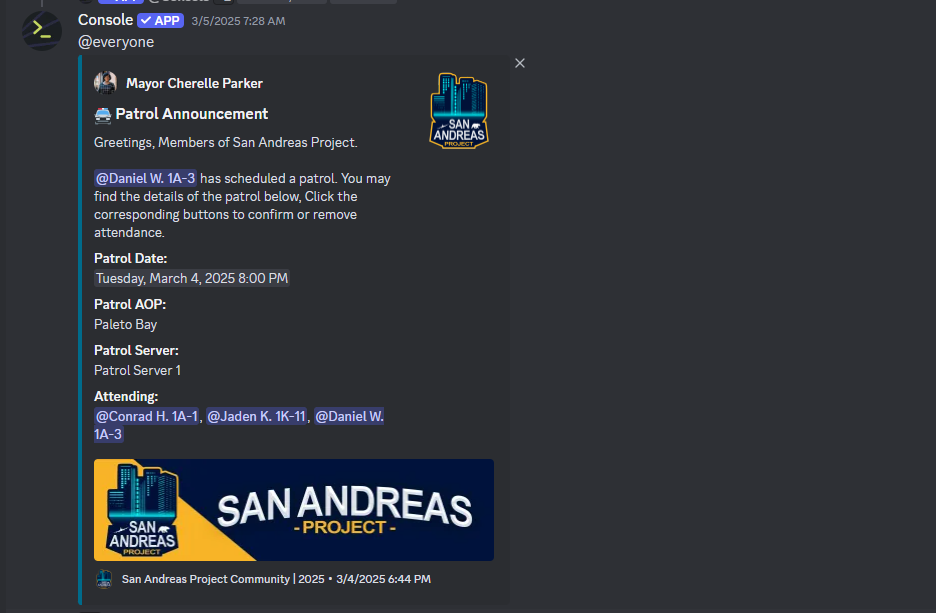 Console ✓ APP 3/5/2025 7:28 AM
@everyone
Mayor Cherelle Parker
Patrol Announcement
Greetings, Members of San Andreas Project.
@Daniel W. 1A-3 has scheduled a patrol. You may
find the details of the patrol below, Click the
corresponding buttons to confirm or remove
attendance.
Patrol Date:
Tuesday, March 4, 2025 8:00 PM
Patrol AOP:
Paleto Bay
Patrol Server:
Patrol Server 1
Attending:
@Conrad H. 1A-1, @Jaden K. 1K-11, @Daniel W.
1A-3
SAN
ANDREAS
PROJECT
SAN
ANDREAS
PROJECT
SAN ANDREAS
- PROJECT -
San Andreas Project Community | 2025 • 3/4/2025 6:44 PM